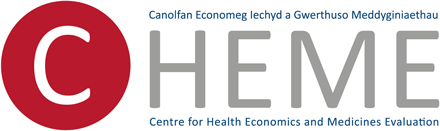 Canolfan Economeg Iechyd a Gwerthuso Meddyginiaethau
CHEME
Centre for Health Economics and Medicines Evaluation